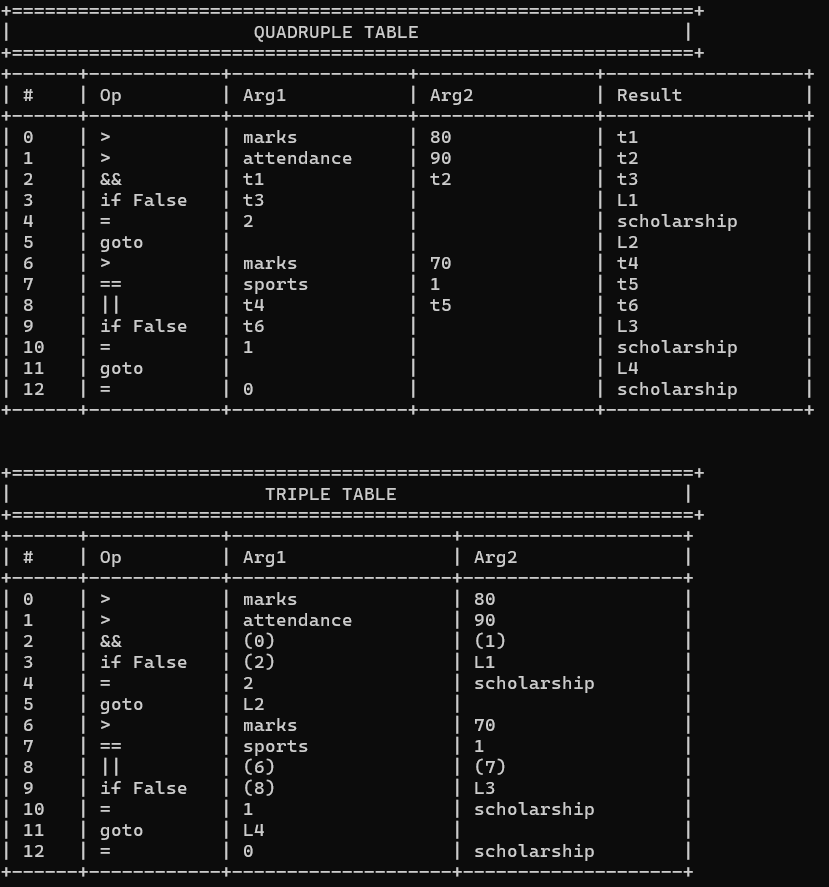 +==============================================================+
|                      QUADRUPLE TABLE                         |
+==============================================================+
+------+------------+----------------+----------------+------------------+
| #    | Op         | Arg1           | Arg2           | Result           |
+------+------------+----------------+----------------+------------------+
| 0    | >          | marks          | 80             | t1               |
| 1    | >          | attendance     | 90             | t2               |
| 2    | &&         | t1             | t2             | t3               |
| 3    | if False   | t3             |                | L1               |
| 4    | =          | 2              |                | scholarship      |
| 5    | goto       |                |                | L2               |
| 6    | >          | marks          | 70             | t4               |
| 7    | ==         | sports         | 1              | t5               |
| 8    | ||         | t4             | t5             | t6               |
| 9    | if False   | t6             |                | L3               |
| 10   | =          | 1              |                | scholarship      |
| 11   | goto       |                |                | L4               |
| 12   | =          | 0              |                | scholarship      |
+------+------------+----------------+----------------+------------------+
+==============================================================+
|                       TRIPLE TABLE                           |
+==============================================================+
+------+------------+--------------------+--------------------+
| #    | Op         | Arg1               | Arg2               |
+------+------------+--------------------+--------------------+
| 0    | >          | marks              | 80                 |
| 1    | >          | attendance         | 90                 |
| 2    | &&         | (0)                | (1)                |
| 3    | if False   | (2)                | L1                 |
| 4    | =          | 2                  | scholarship        |
| 5    | goto       | L2                 |                    |
| 6    | >          | marks              | 70                 |
| 7    | ==         | sports             | 1                  |
| 8    | ||         | (6)                | (7)                |
| 9    | if False   | (8)                | L3                 |
| 10   | =          | 1                  | scholarship        |
| 11   | goto       | L4                 |                    |
| 12   | =          | 0                  | scholarship        |
+------+------------+--------------------+--------------------+